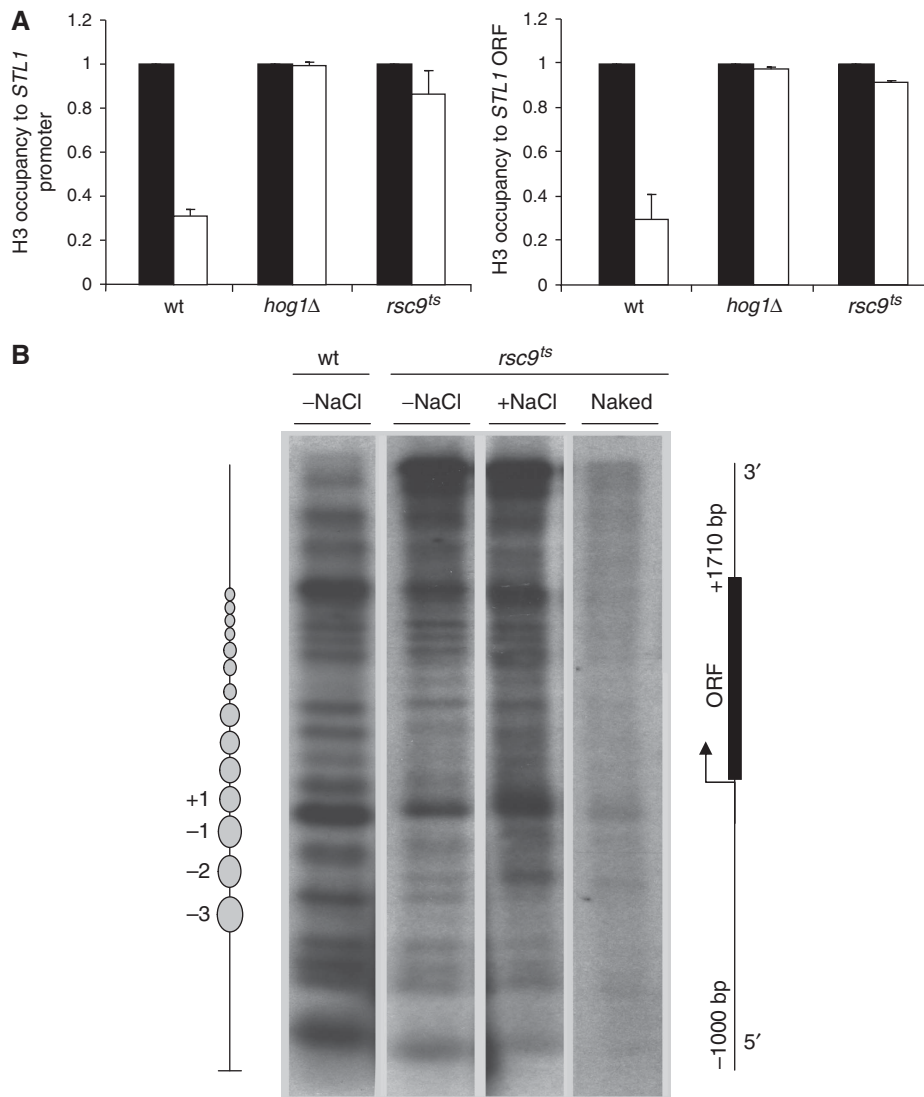 A
H3 occupancy to STL1
promoter
1.2
1
0.8
0.6
0.4
0.2
0
wt
hog1Δ
rsc9ts
H3 occupancy to STL1 ORF
1.2
1
0.8
0.6
0.4
0.2
0
wt
hog1Δ
rsc9ts
B
wt
rsc9ts
–NaCl
–NaCl
+NaCl
Naked
+1
–1
–2
–3
3′
+1710 bp
ORF
–1000 bp
5′